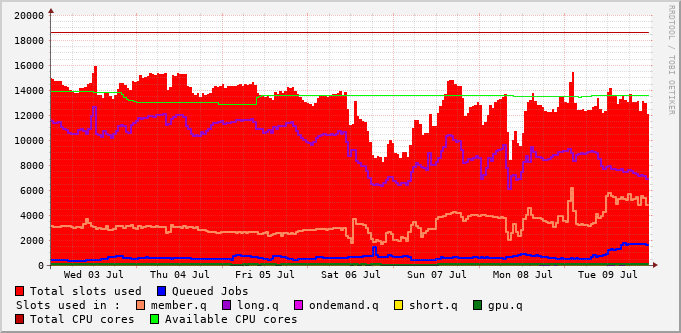 RRDTOOL / TOBI OETIKER
20000
18000
16000
14000
12000
10000
8000
6000
4000
2000
0
Wed 03 Jul Thu 04 Jul Fri 05 Jul Sat 06 Jul Sun 07 Jul Mon 08 Jul Tue 09 Jul
Total slots used Queued Jobs
Slots used in : member.q long.q ondemand.q short.q gpu.q
Total CPU cores Available CPU cores